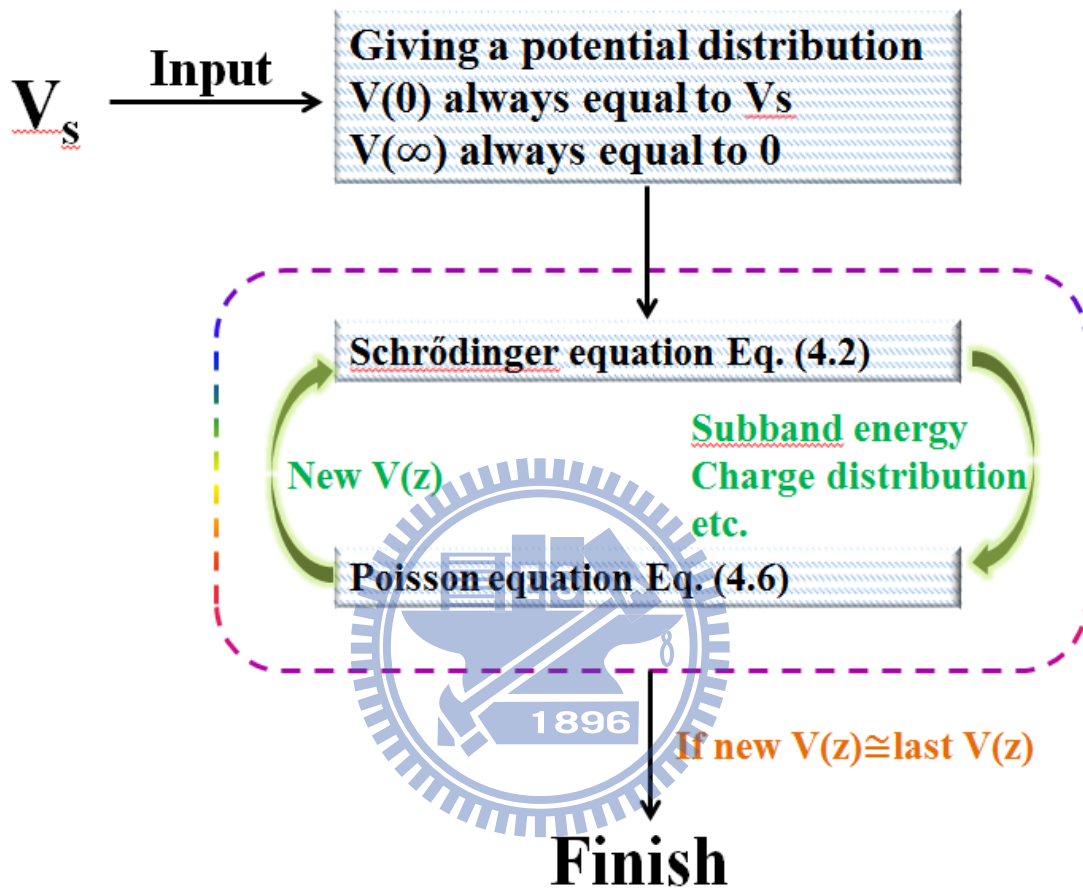 Input
V_s
Giving a potential distribution
V(0) always equal to Vs
V(∞) always equal to 0
Schrődinger equation Eq. (4.2)
Subband energy
Charge distribution
etc.
New V(z)
Poisson equation Eq. (4.6)
1896
If new V(z)≅last V(z)
Finish